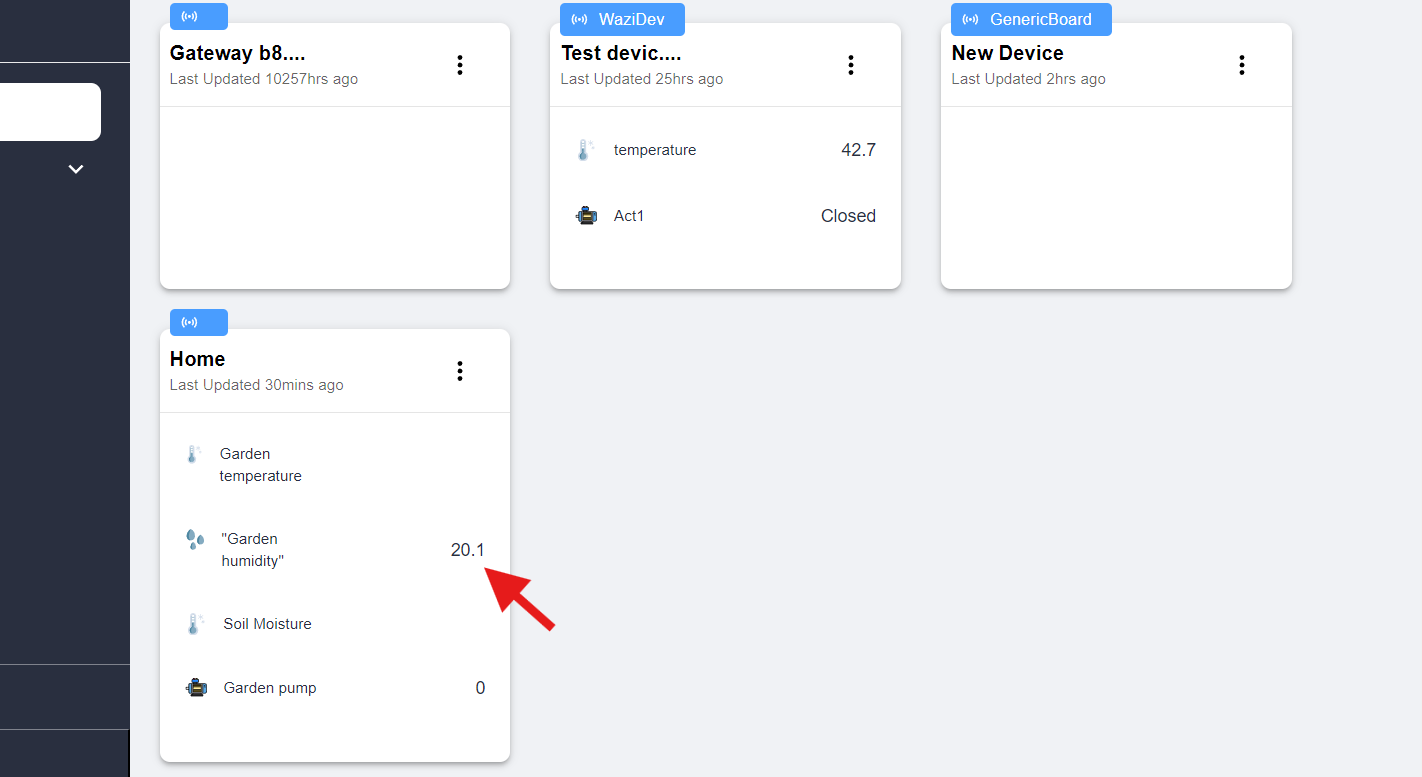 WaziDev
GenericBoard
Gateway b8....
Last Updated 10257hrs ago
Test devic....
Last Updated 25hrs ago
temperature
42.7
Act1
Closed
New Device
Last Updated 2hrs ago
Home
Last Updated 30mins ago
Garden
temperature
"Garden
humidity"
20.1
Soil Moisture
Garden pump
0